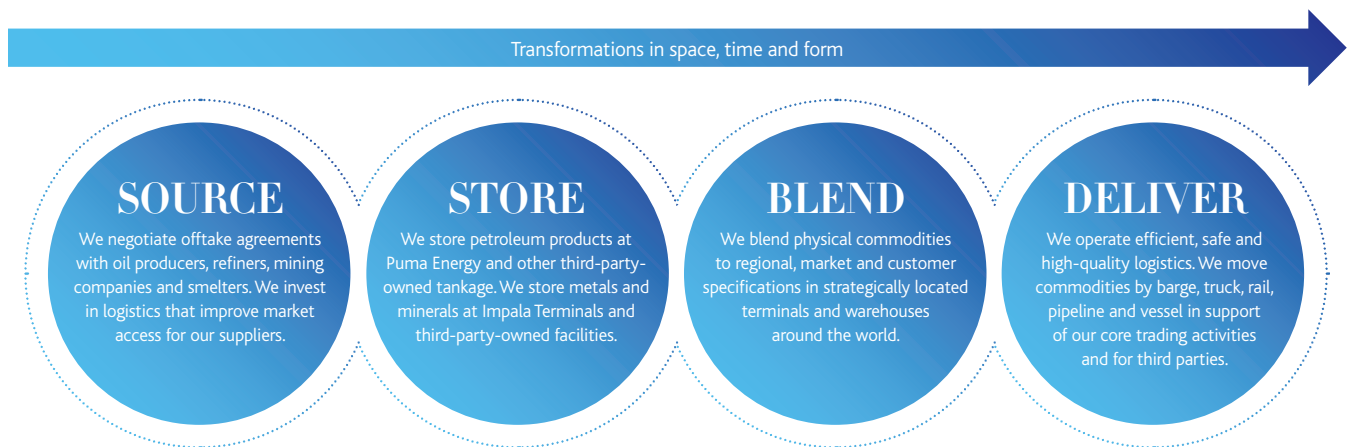 Transformations in space, time and form
SOURCE
We negotiate offtake agreements
with oil producers, refiners, mining
companies and smelters. We invest
in logistics that improve market
access for our suppliers.
STORE
We store petroleum products at
Puma Energy and other third-party-
owned tankage. We store metals and
minerals at Impala Terminals and
third-party-owned facilities.
BLEND
We blend physical commodities
to regional, market and customer
specifications in strategically located
terminals and warehouses
around the world.
DELIVER
We operate efficient, safe and
high-quality logistics. We move
commodities by barge, truck, rail,
pipeline and vessel in support
of our core trading activities
and for third parties.